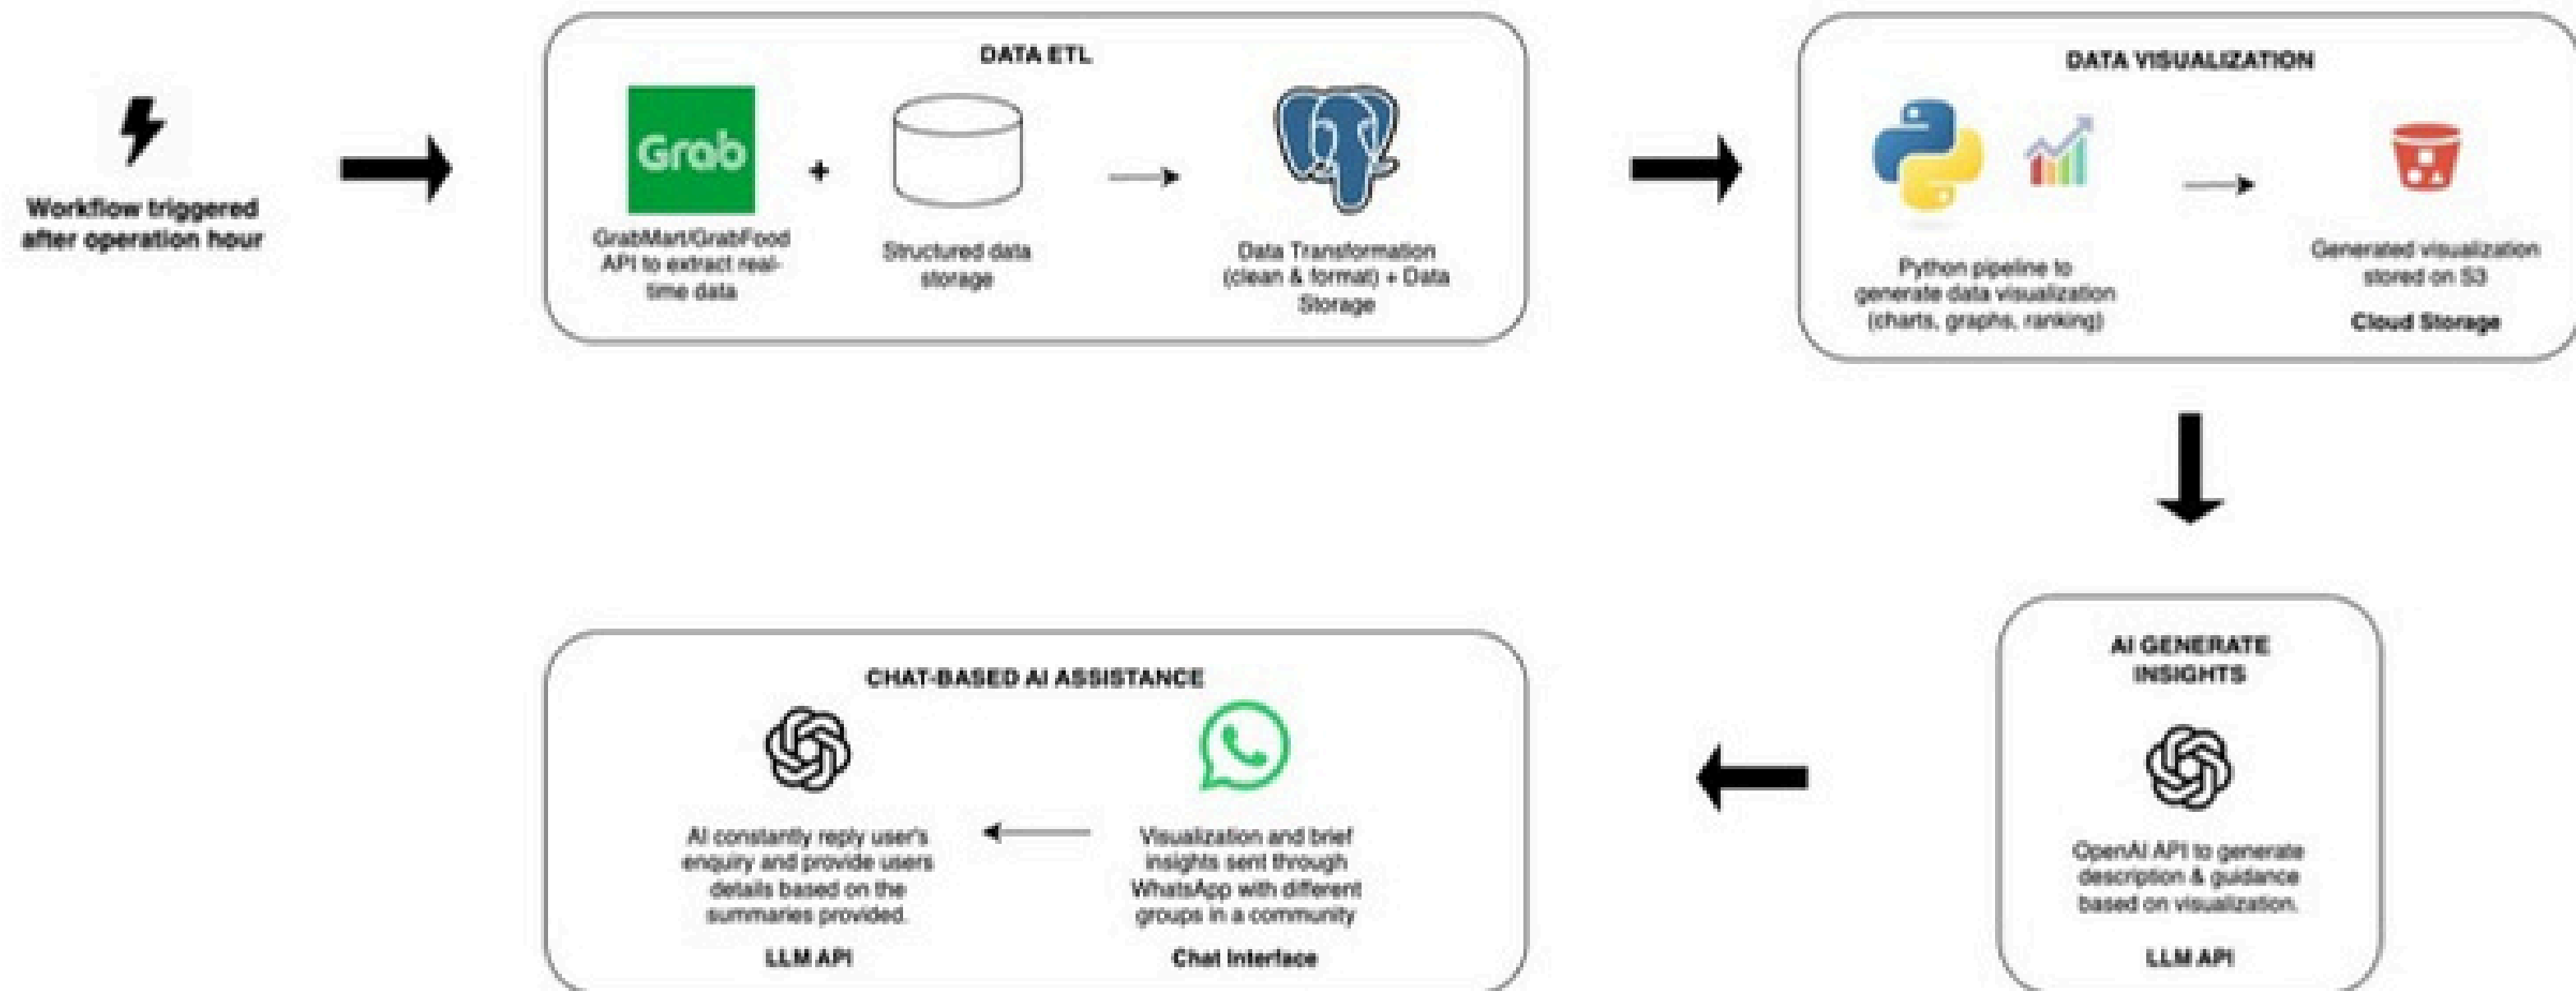 Workflow triggered
after operation hour
DATA ETL
Grab
GrabMart/GrabFood
API to extract real-
time data
+
Structured data
storage
Data Transformation
(clean & format) + Data
Storage
DATA VISUALIZATION
Python pipeline to
generate data visualization
(charts, graphs, ranking)
Generated visualization
stored on S3
Cloud Storage
AI GENERATE
INSIGHTS
OpenAI API to generate
description & guidance
based on visualization.
LLM API
CHAT-BASED AI ASSISTANCE
Visualization and brief
insights sent through
WhatsApp with different
groups in a community
Chat Interface
AI constantly reply user's
enquiry and provide users
details based on the
summaries provided.
LLM API